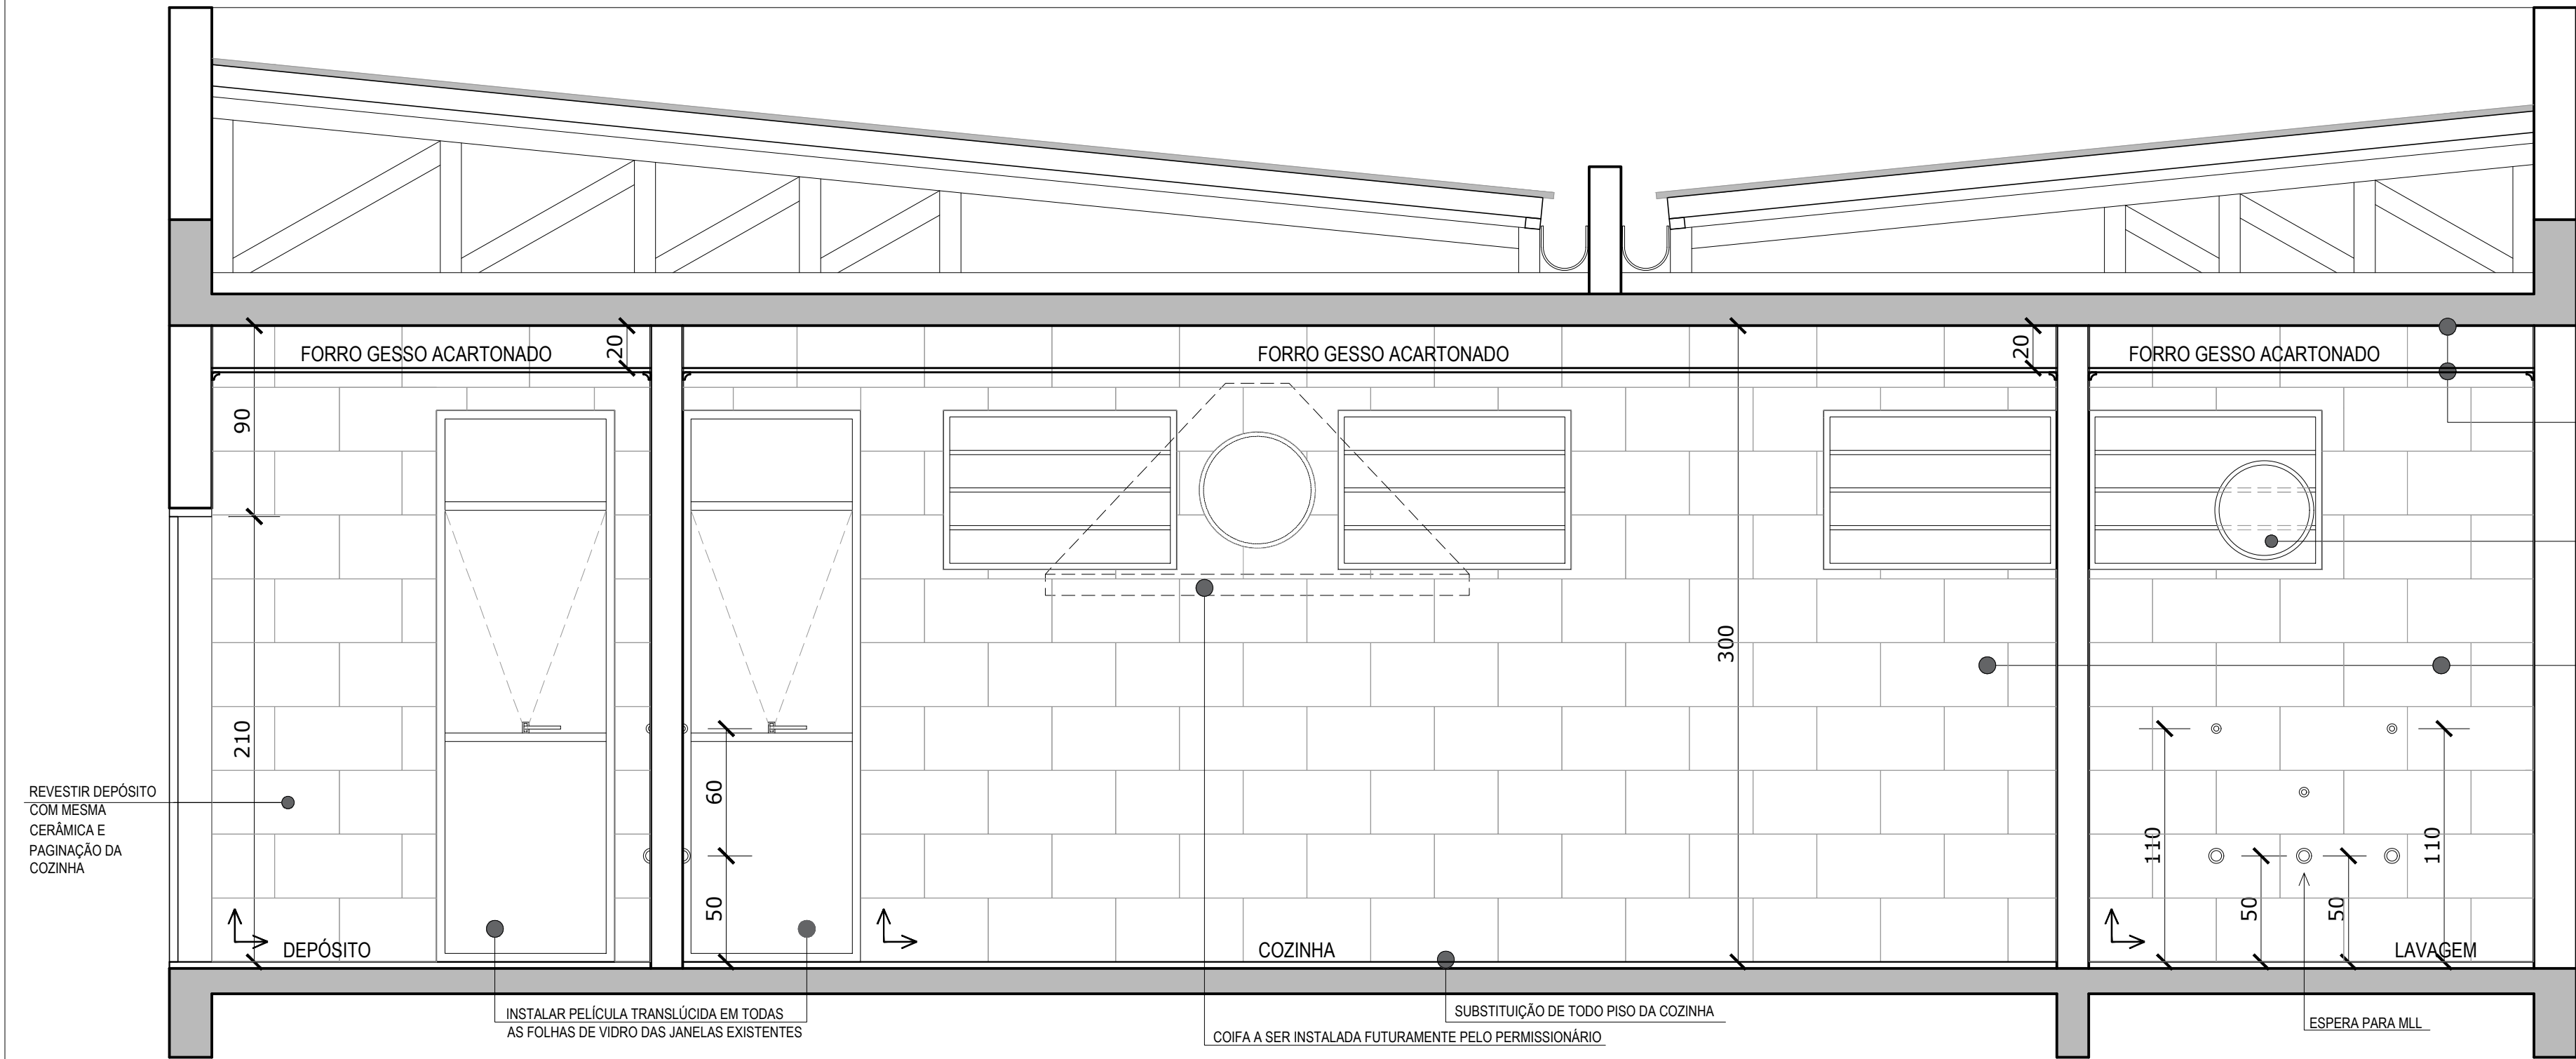 FORRO GESSO ACARTONADO
20
FORRO GESSO ACARTONADO
20
FORRO GESSO ACARTONADO
90
300
210
60
110
110
REVESTIR DEPÓSITO
COM MESMA
CERÂMICA E
PAGINAÇÃO DA
COZINHA
50
50
50
DEPÓSITO
COZINHA
LAVAGEM
INSTALAR PELÍCULA TRANSLÚCIDA EM TODAS
AS FOLHAS DE VIDRO DAS JANELAS EXISTENTES
SUBSTITUIÇÃO DE TODO PISO DA COZINHA
COIFA A SER INSTALADA FUTURAMENTE PELO PERMISSIONÁRIO
ESPERA PARA MLL